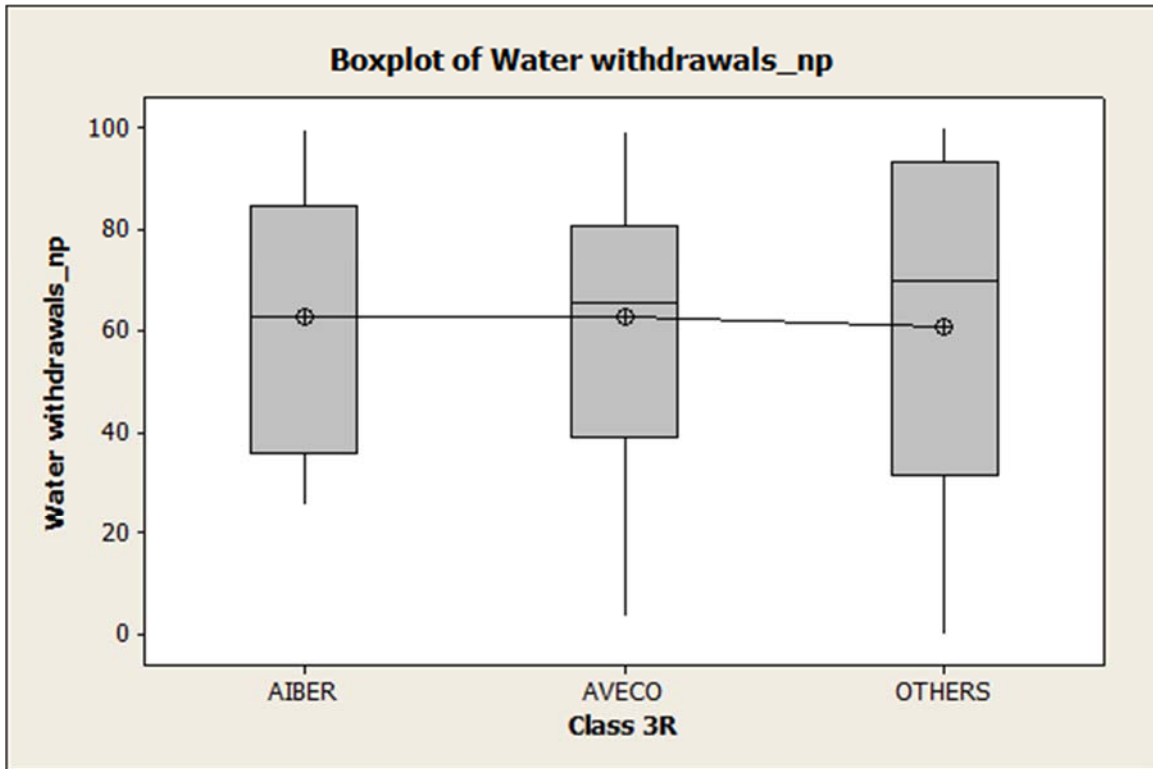 Boxplot of Water withdrawals_np
Water withdrawals_np
100
80
60
40
20
0
AIBER AVECO OTHERS
Class 3R